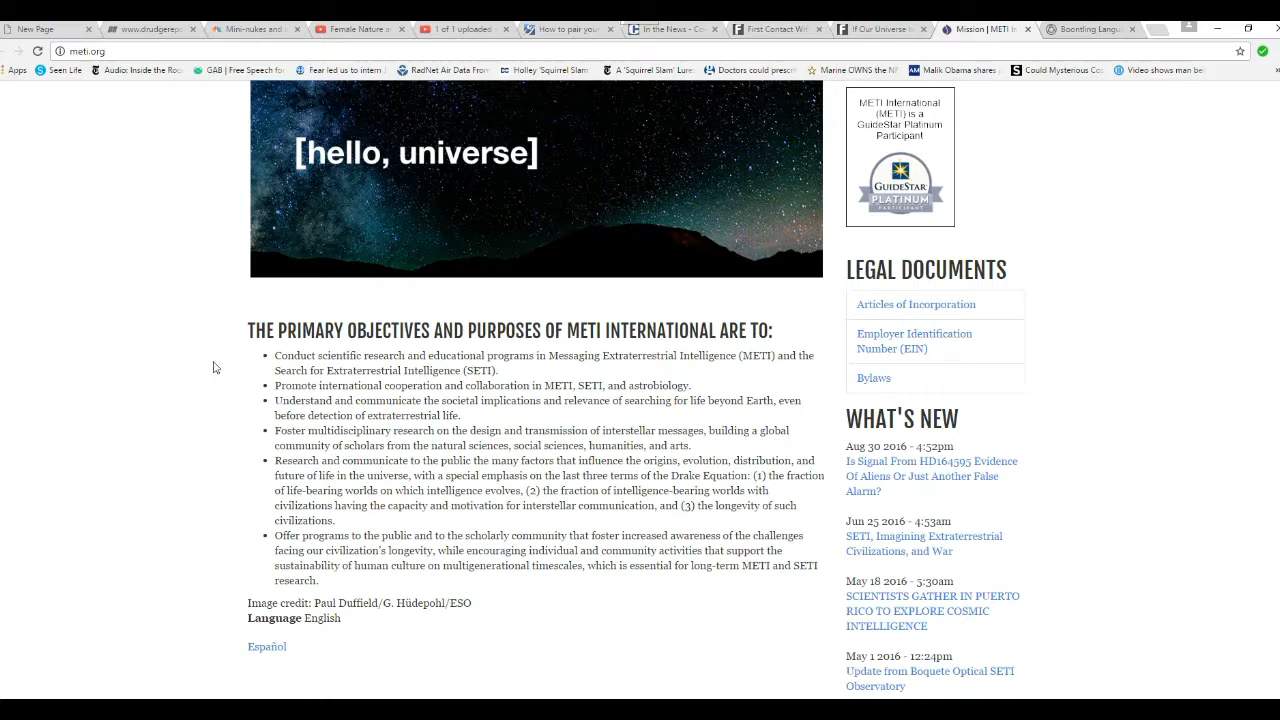 New Page
www.drudgerepo
Mini-nukes and
Female Nature a
1 of 1 uploaded
How to pair your
In the News - Co
First Contact Wit
If Our Universe I
Mission | METI In
Boontling Langu
meti.org
Apps
Seen Life
Audio: Inside the Roo
GAB | Free Speech for
Fear led us to intern J
RadNet Air Data From
Holley 'Squirrel Slam
A 'Squirrel Slam' Lures
Doctors could prescri
Marine OWNS the NF
Malik Obama shares
Could Mysterious Cos
Video shows man bei
[hello, universe]
THE PRIMARY OBJECTIVES AND PURPOSES OF METI INTERNATIONAL ARE TO:
• Conduct scientific research and educational programs in Messaging Extraterrestrial Intelligence (METI) and the
Search for Extraterrestrial Intelligence (SETI).
• Promote international cooperation and collaboration in METI, SETI, and astrobiology.
• Understand and communicate the societal implications and relevance of searching for life beyond Earth, even
before detection of extraterrestrial life.
• Foster multidisciplinary research on the design and transmission of interstellar messages, building a global
community of scholars from the natural sciences, social sciences, humanities, and arts.
• Research and communicate to the public the many factors that influence the origins, evolution, distribution, and
future of life in the universe, with a special emphasis on the last three terms of the Drake Equation: (1) the fraction
of life-bearing worlds on which intelligence evolves, (2) the fraction of intelligence-bearing worlds with
civilizations having the capacity and motivation for interstellar communication, and (3) the longevity of such
civilizations.
• Offer programs to the public and to the scholarly community that foster increased awareness of the challenges
facing our civilization's longevity, while encouraging individual and community activities that support the
sustainability of human culture on multigenerational timescales, which is essential for long-term METI and SETI
research.
Image credit: Paul Duffield/G. Hüdepohl/ESO
Language English
Español
METI International
(METI) is a
GuideStar Platinum
Participant
GUIDESTAR
PLATINUM
PARTICIPANT
LEGAL DOCUMENTS
Articles of Incorporation
Employer Identification
Number (EIN)
Bylaws
WHAT'S NEW
Aug 30 2016 - 4:52pm
Is Signal From HD164595 Evidence
Of Aliens Or Just Another False
Alarm?
Jun 25 2016 - 4:53am
SETI, Imagining Extraterrestrial
Civilizations, and War
May 18 2016 - 5:30am
SCIENTISTS GATHER IN PUERTO
RICO TO EXPLORE COSMIC
INTELLIGENCE
May 1 2016 - 12:24pm
Update from Boquete Optical SETI
Observatory